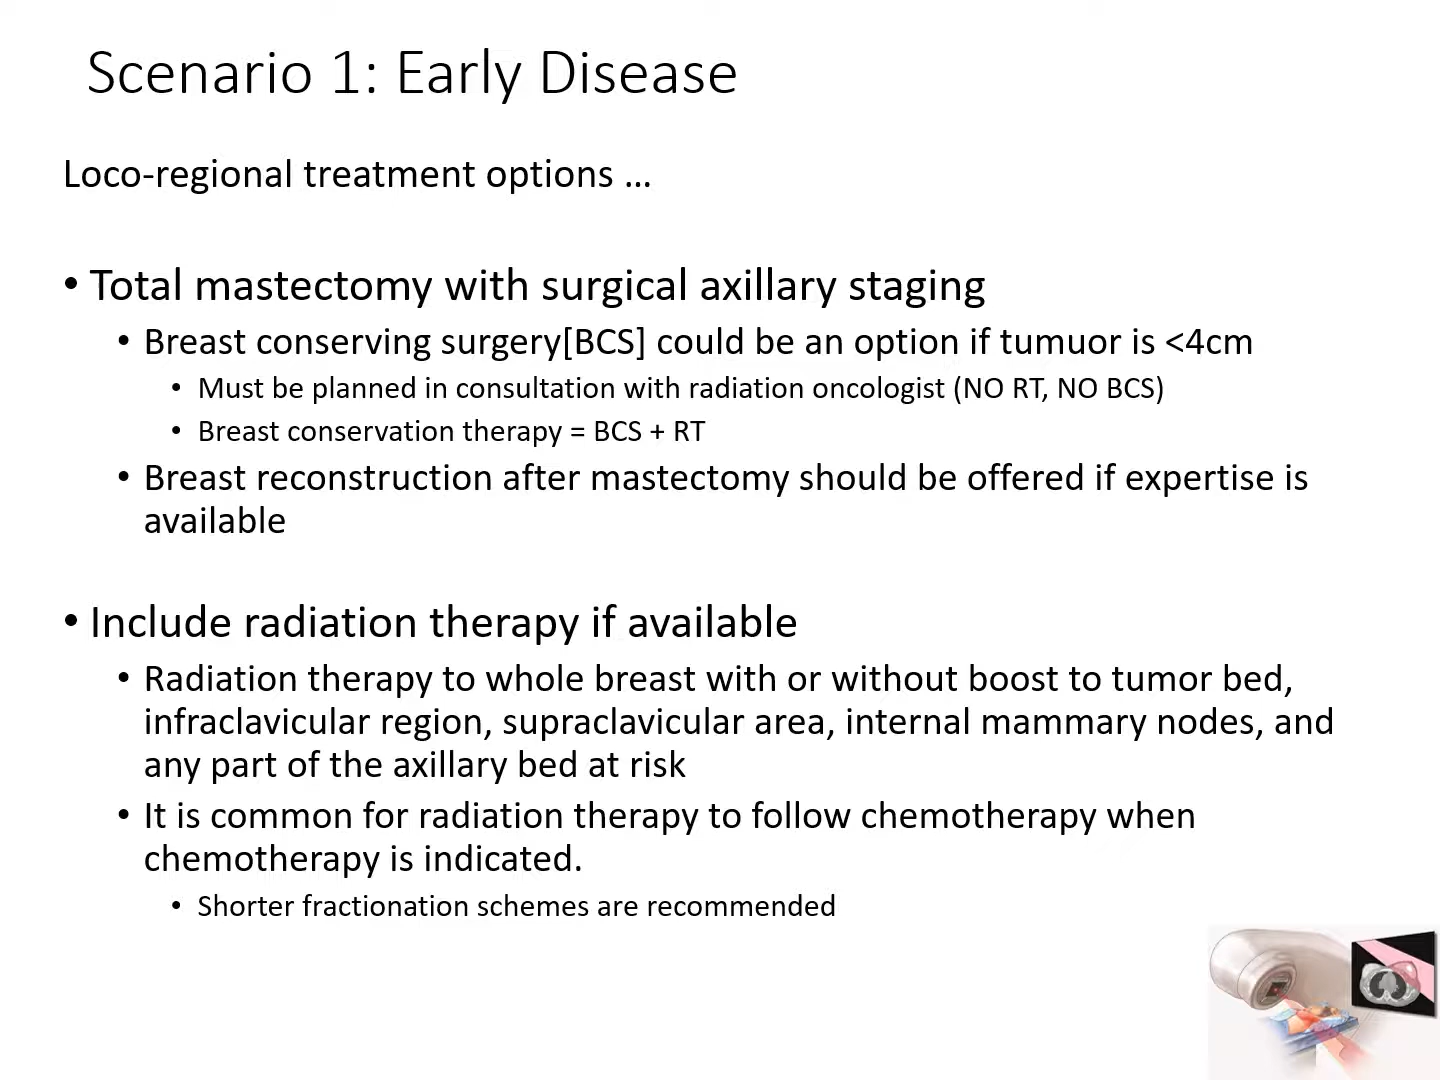 Scenario 1: Early Disease
Loco-regional treatment options ...
• Total mastectomy with surgical axillary staging
• Breast conserving surgery[BCS] could be an option if tumuor is <4cm
• Must be planned in consultation with radiation oncologist (NO RT, NO BCS)
• Breast conservation therapy = BCS + RT
• Breast reconstruction after mastectomy should be offered if expertise is
available
• Include radiation therapy if available
• Radiation therapy to whole breast with or without boost to tumor bed,
infraclavicular region, supraclavicular area, internal mammary nodes, and
any part of the axillary bed at risk
• It is common for radiation therapy to follow chemotherapy when
chemotherapy is indicated.
• Shorter fractionation schemes are recommended